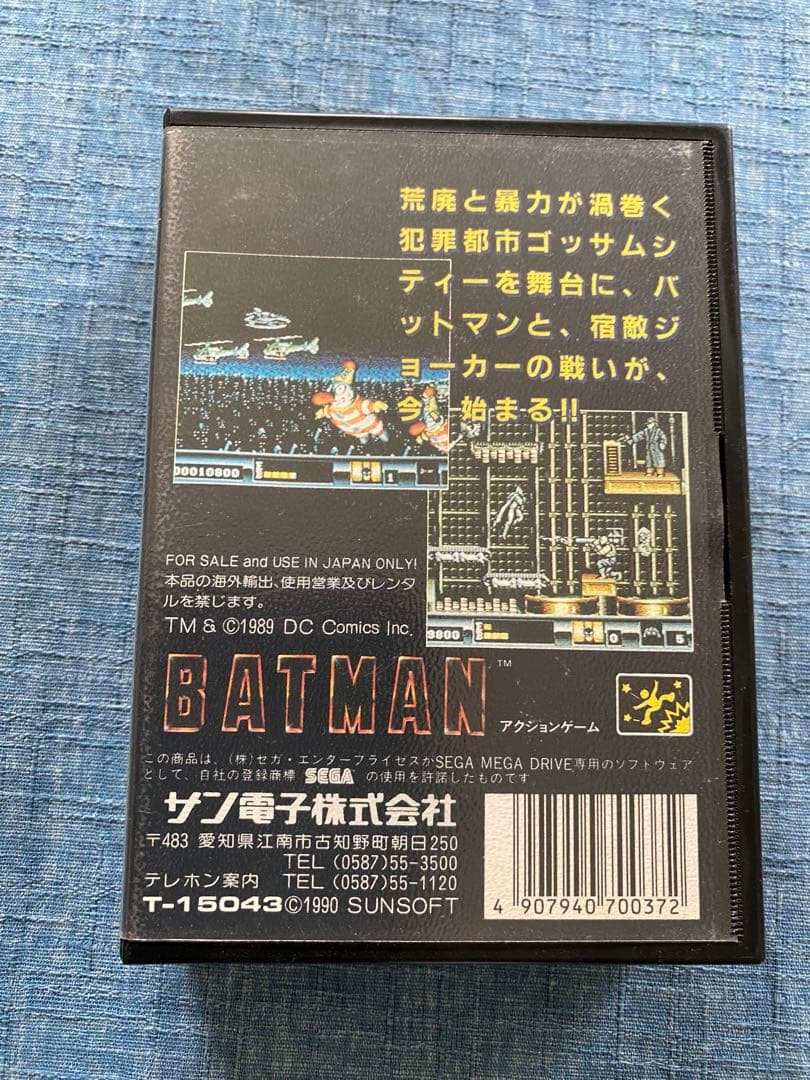 荒廃と暴力が渦巻く
犯罪都市ゴッサムシ
ティーを舞台に、バ
ットマンと、宿敵ジ
ョーカーの戦いが、
今、始まる!!
00010800
1
9800
0
5
FOR SALE and USE IN JAPAN ONLY!
本品の海外輸出、使用営業及びレンタ
ルを禁じます。
TM & ©1989 DC Comics Inc.
BATMAN™
アクションゲーム
この商品は、(株)セガ・エンタープライゼスがSEGA MEGA DRIVE専用のソフトウェア
として、自社の登録商標 SEGA の使用を許諾したものです
サン電子株式会社
〒483 愛知県江南市古知野町朝日250
TEL (0587)55-3500
テレホン案内 TEL (0587)55-1120
T-15043©1990 SUNSOFT
4 907940 700372